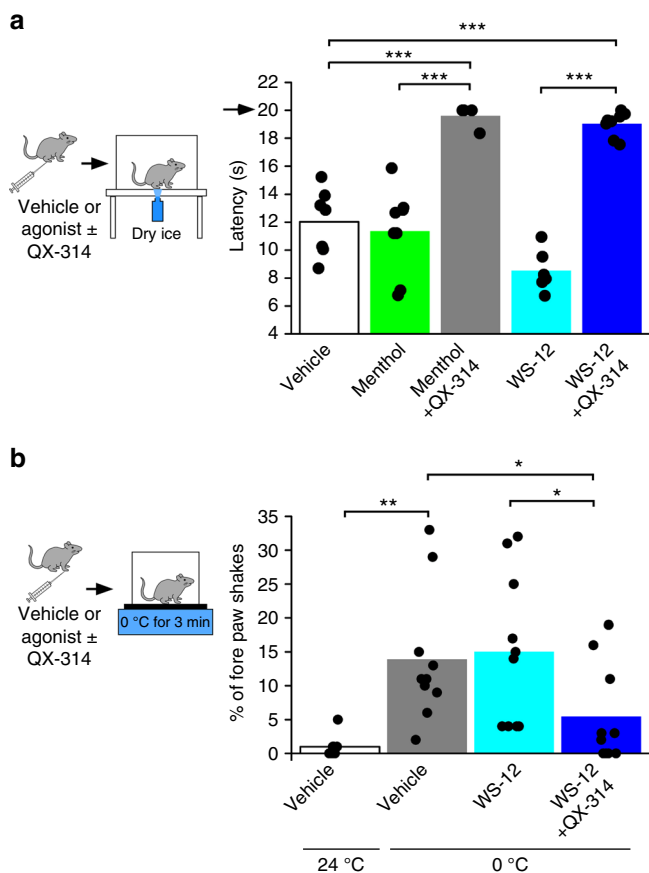 a
Vehicle or
agonist ±
QX-314
Dry ice
Latency (s)
22
20
18
16
14
12
10
8
6
4
***
***
***
***
Vehicle
Menthol
Menthol
+QX-314
WS-12
WS-12
+QX-314
b
Vehicle or
agonist ±
QX-314
0 °C for 3 min
% of fore paw shakes
35
30
25
20
15
10
5
0
*
**
*
Vehicle
Vehicle
WS-12
WS-12
+QX-314
24 °C
0 °C